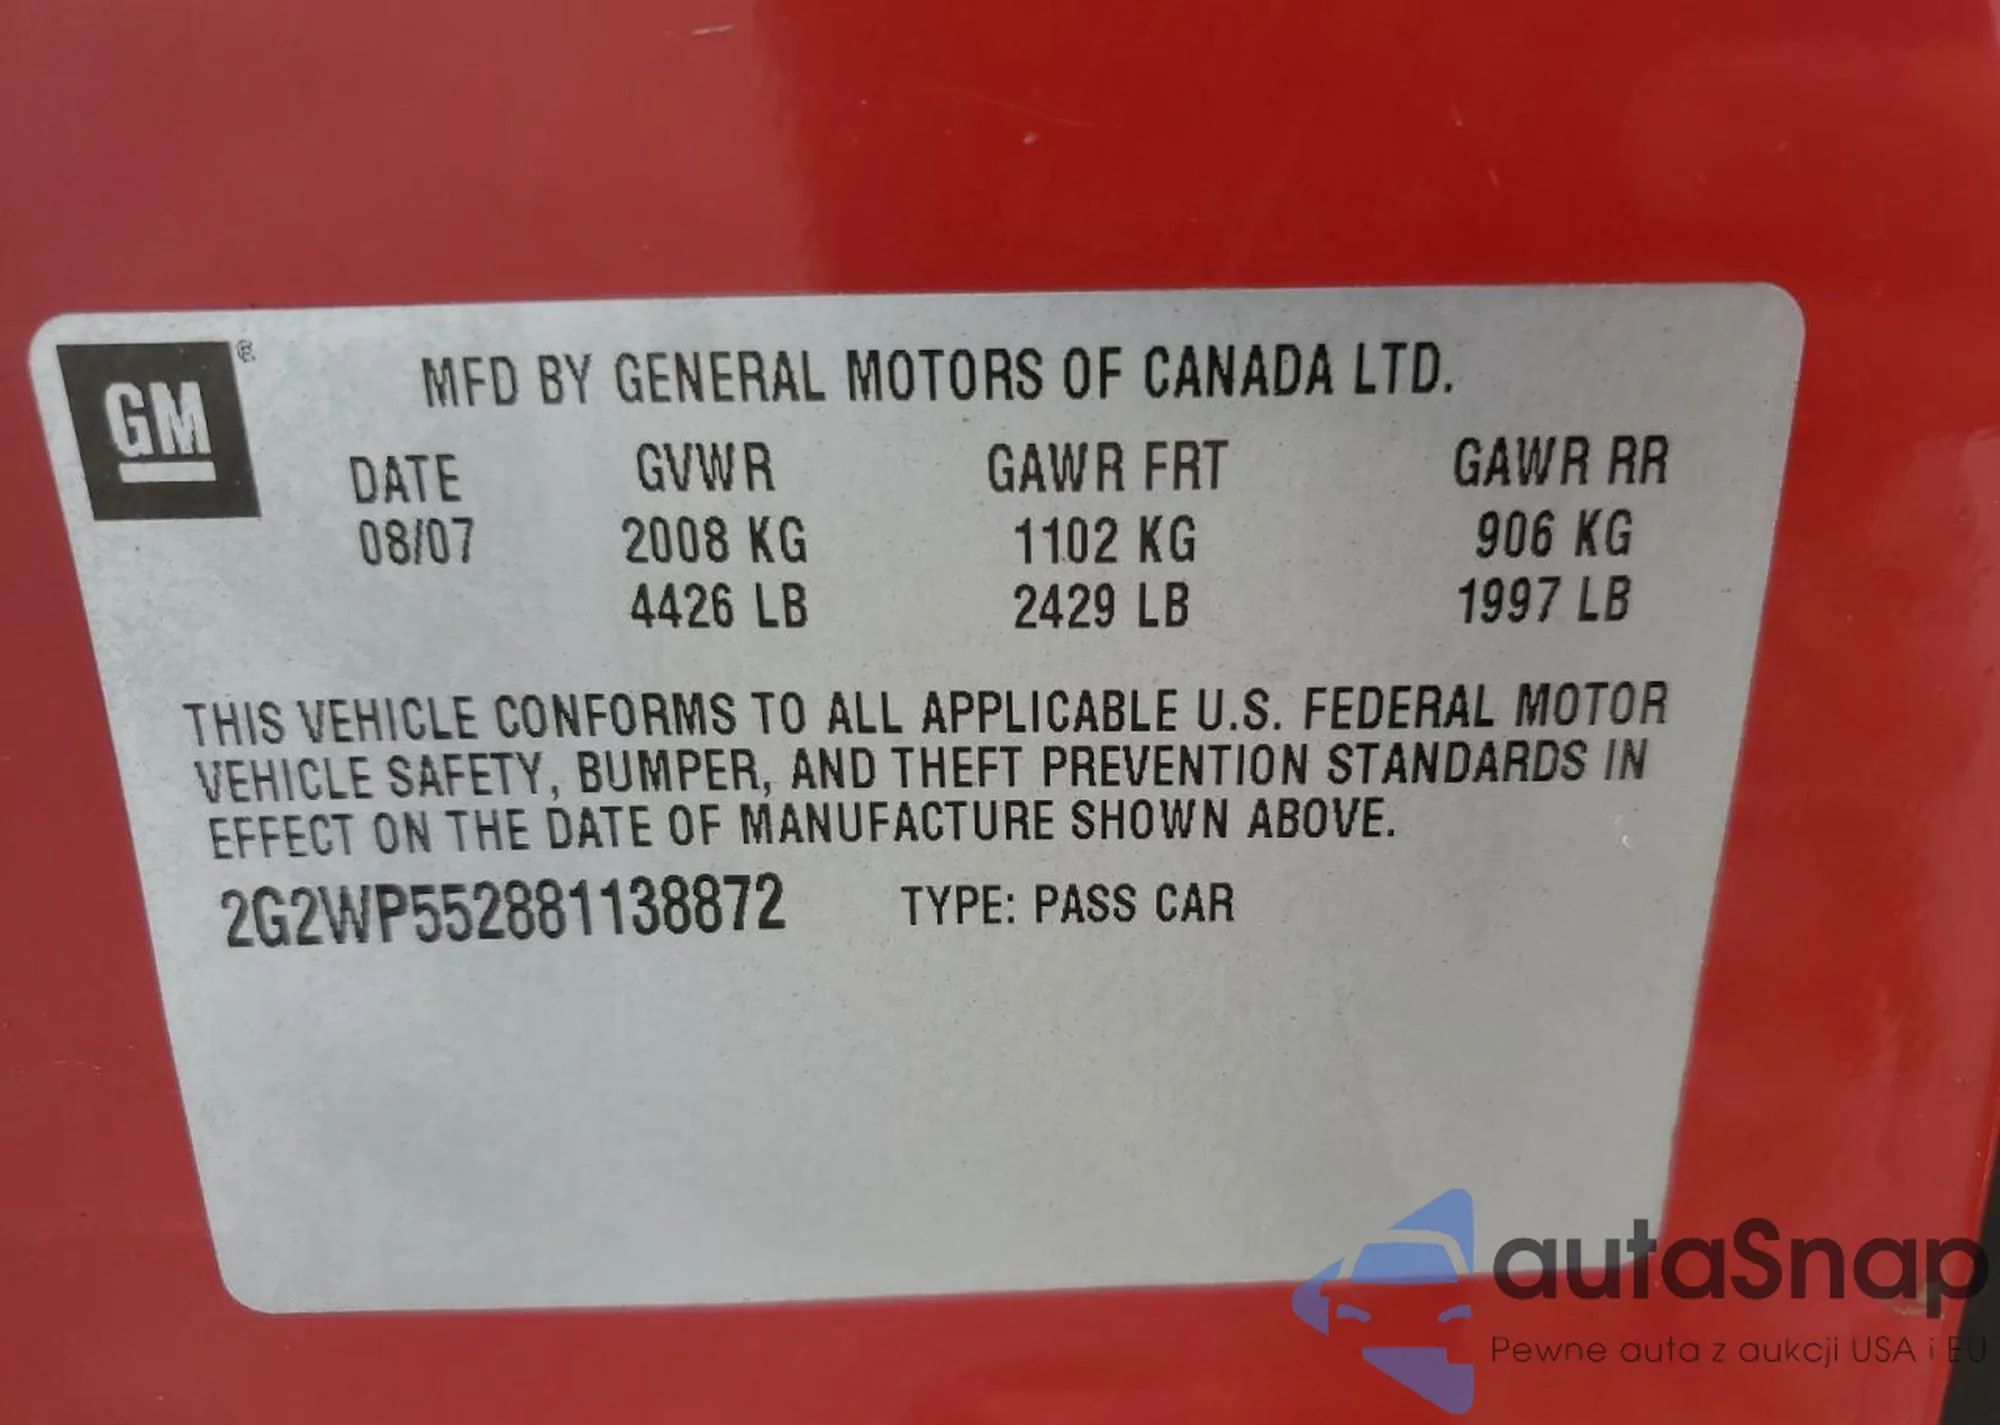 GM ®
MFD BY GENERAL MOTORS OF CANADA LTD.
DATE GVWR GAWR FRT GAWR RR
08/07 2008 KG 1102 KG 906 KG
4426 LB 2429 LB 1997 LB
THIS VEHICLE CONFORMS TO ALL APPLICABLE U.S. FEDERAL MOTOR
VEHICLE SAFETY, BUMPER, AND THEFT PREVENTION STANDARDS IN
EFFECT ON THE DATE OF MANUFACTURE SHOWN ABOVE.
2G2WP552881138872 TYPE: PASS CAR
autaSnap
Pewne auta z aukcji USA i EU